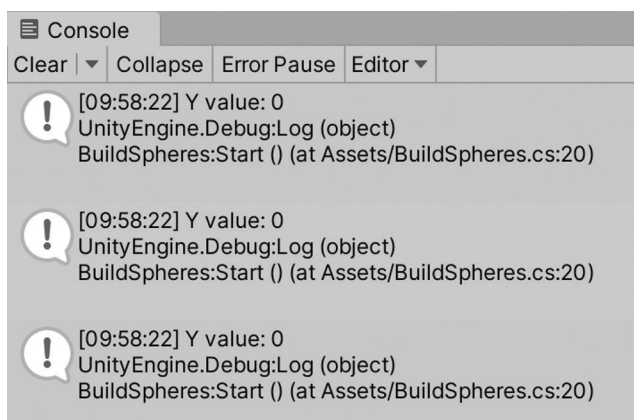 Console
Clear Collapse Error Pause Editor
[09:58:22] Y value: 0
UnityEngine.Debug:Log (object)
BuildSpheres:Start () (at Assets/BuildSpheres.cs:20)
[09:58:22] Y value: 0
UnityEngine.Debug:Log (object)
BuildSpheres:Start () (at Assets/BuildSpheres.cs:20)
[09:58:22] Y value: 0
UnityEngine.Debug:Log (object)
BuildSpheres:Start () (at Assets/BuildSpheres.cs:20)